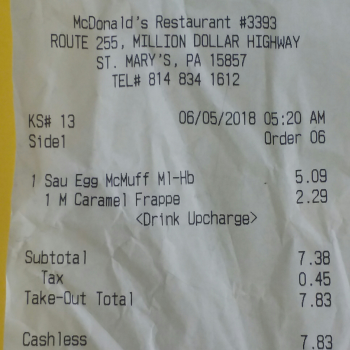 McDonald's Restaurant #3393
ROUTE 255, MILLION DOLLAR HIGHWAY
ST. MARY'S, PA 15857
TEL# 814 834 1612
KS# 13 06/05/2018 05:20 AM
Side1 Order 06
1 Sau Egg McMuff Ml-Hb 5.09
1 M Caramel Frappe 2.29
<Drink Upcharge>
Subtotal 7.38
Tax 0.45
Take-Out Total 7.83
Cashless 7.83